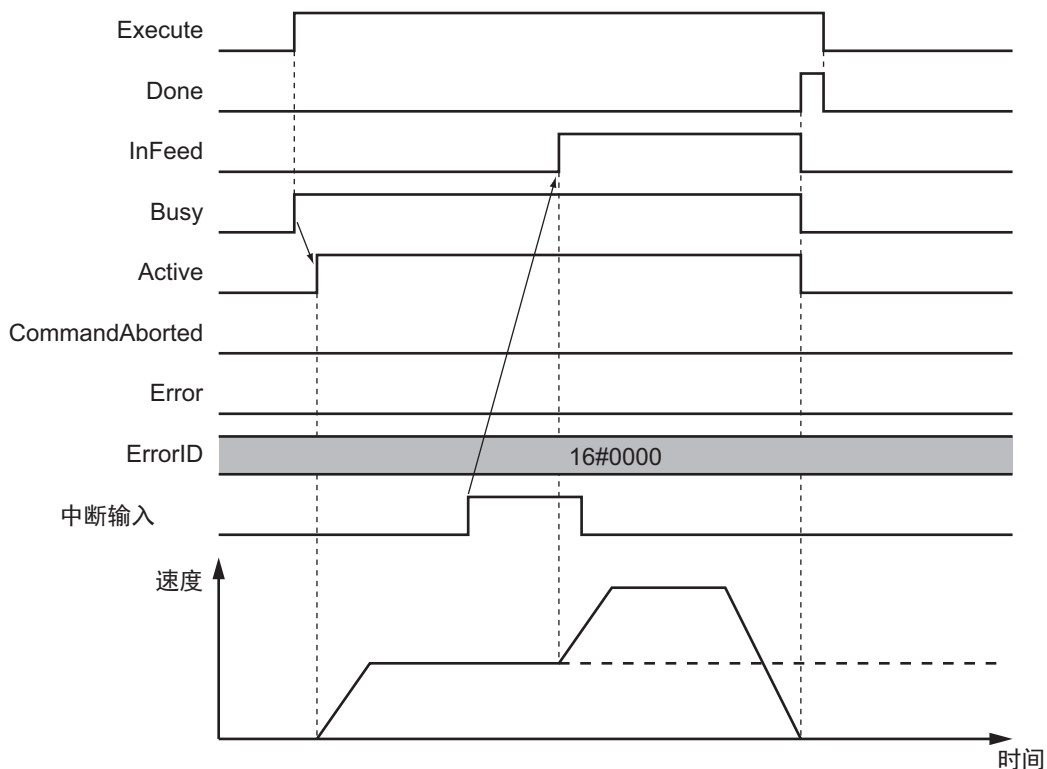 Execute
Done
InFeed
Busy
Active
CommandAborted
Error
ErrorID
16#0000
中断输入
速度
时间